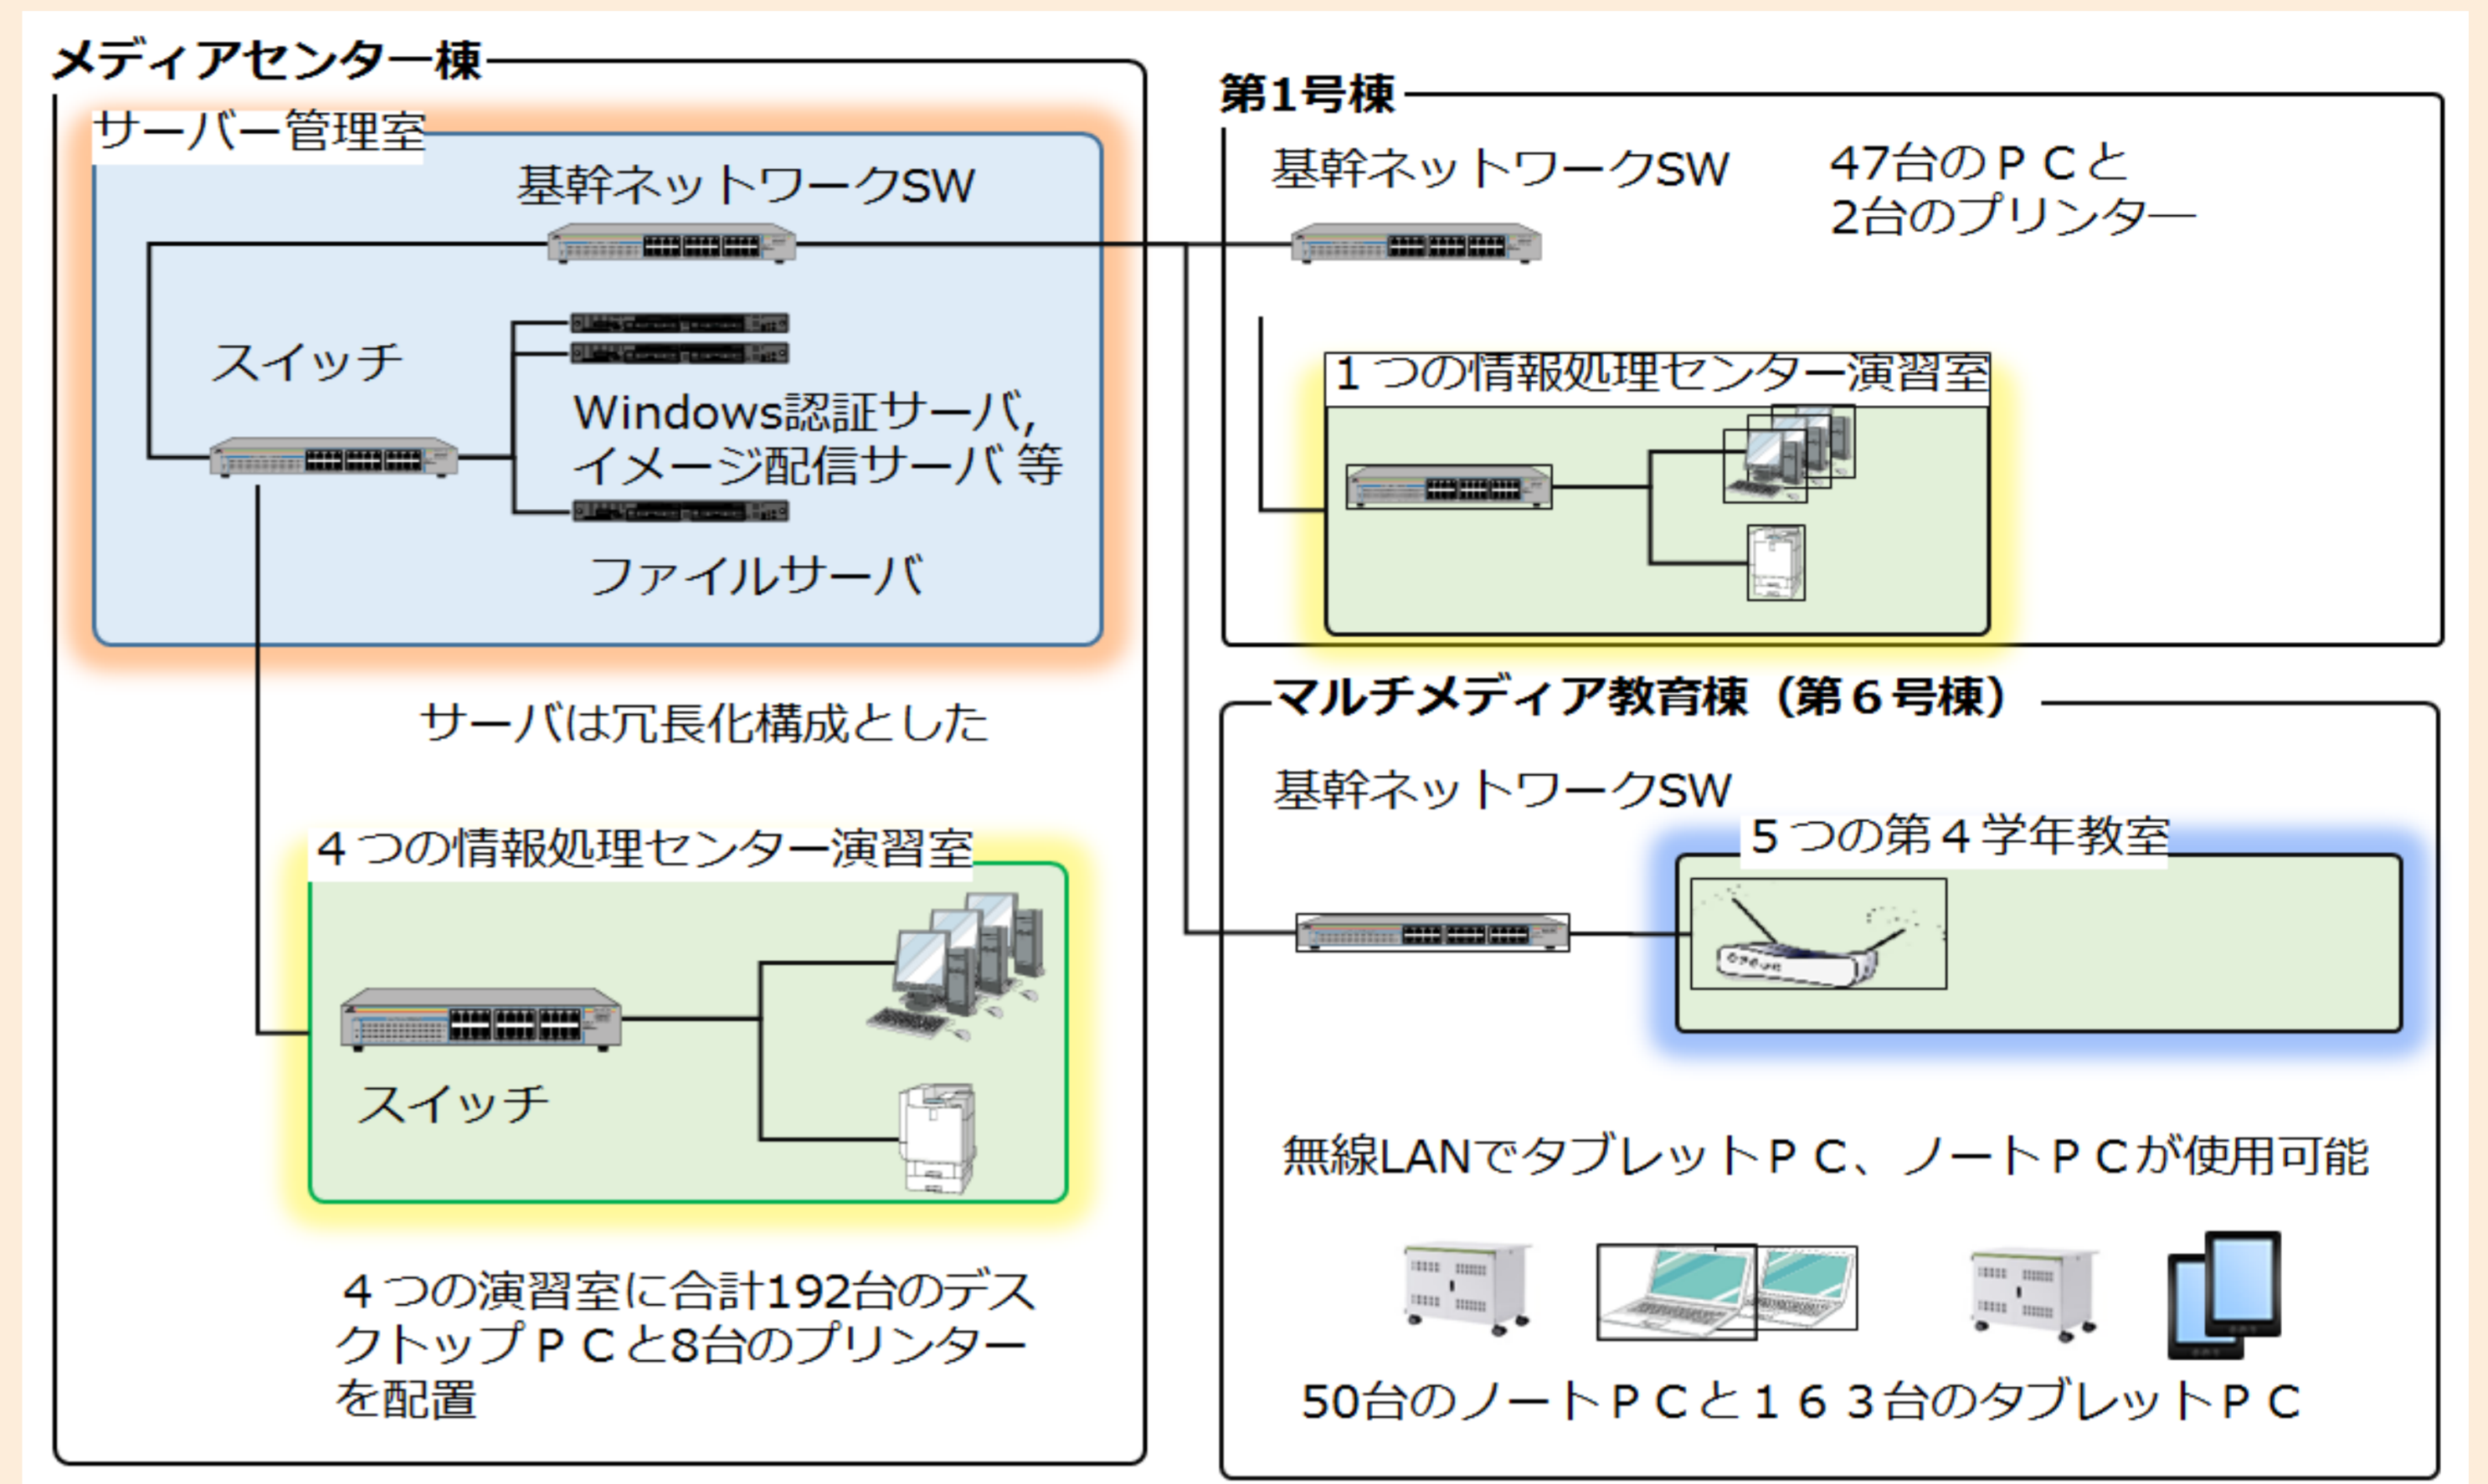 メディアセンター棟
サーバー管理室
基幹ネットワークSW
スイッチ
Windows認証サーバ,
イメージ配信サーバ 等
ファイルサーバ
サーバは冗長化構成とした
４つの情報処理センター演習室
スイッチ
４つの演習室に合計192台のデス
クトップＰＣと8台のプリンター
を配置
第1号棟
基幹ネットワークSW
47台のＰＣと
2台のプリンター
１つの情報処理センター演習室
マルチメディア教育棟（第６号棟）
基幹ネットワークSW
５つの第４学年教室
無線LANでタブレットＰＣ、ノートＰＣが使用可能
50台のノートＰＣと１６３台のタブレットＰＣ